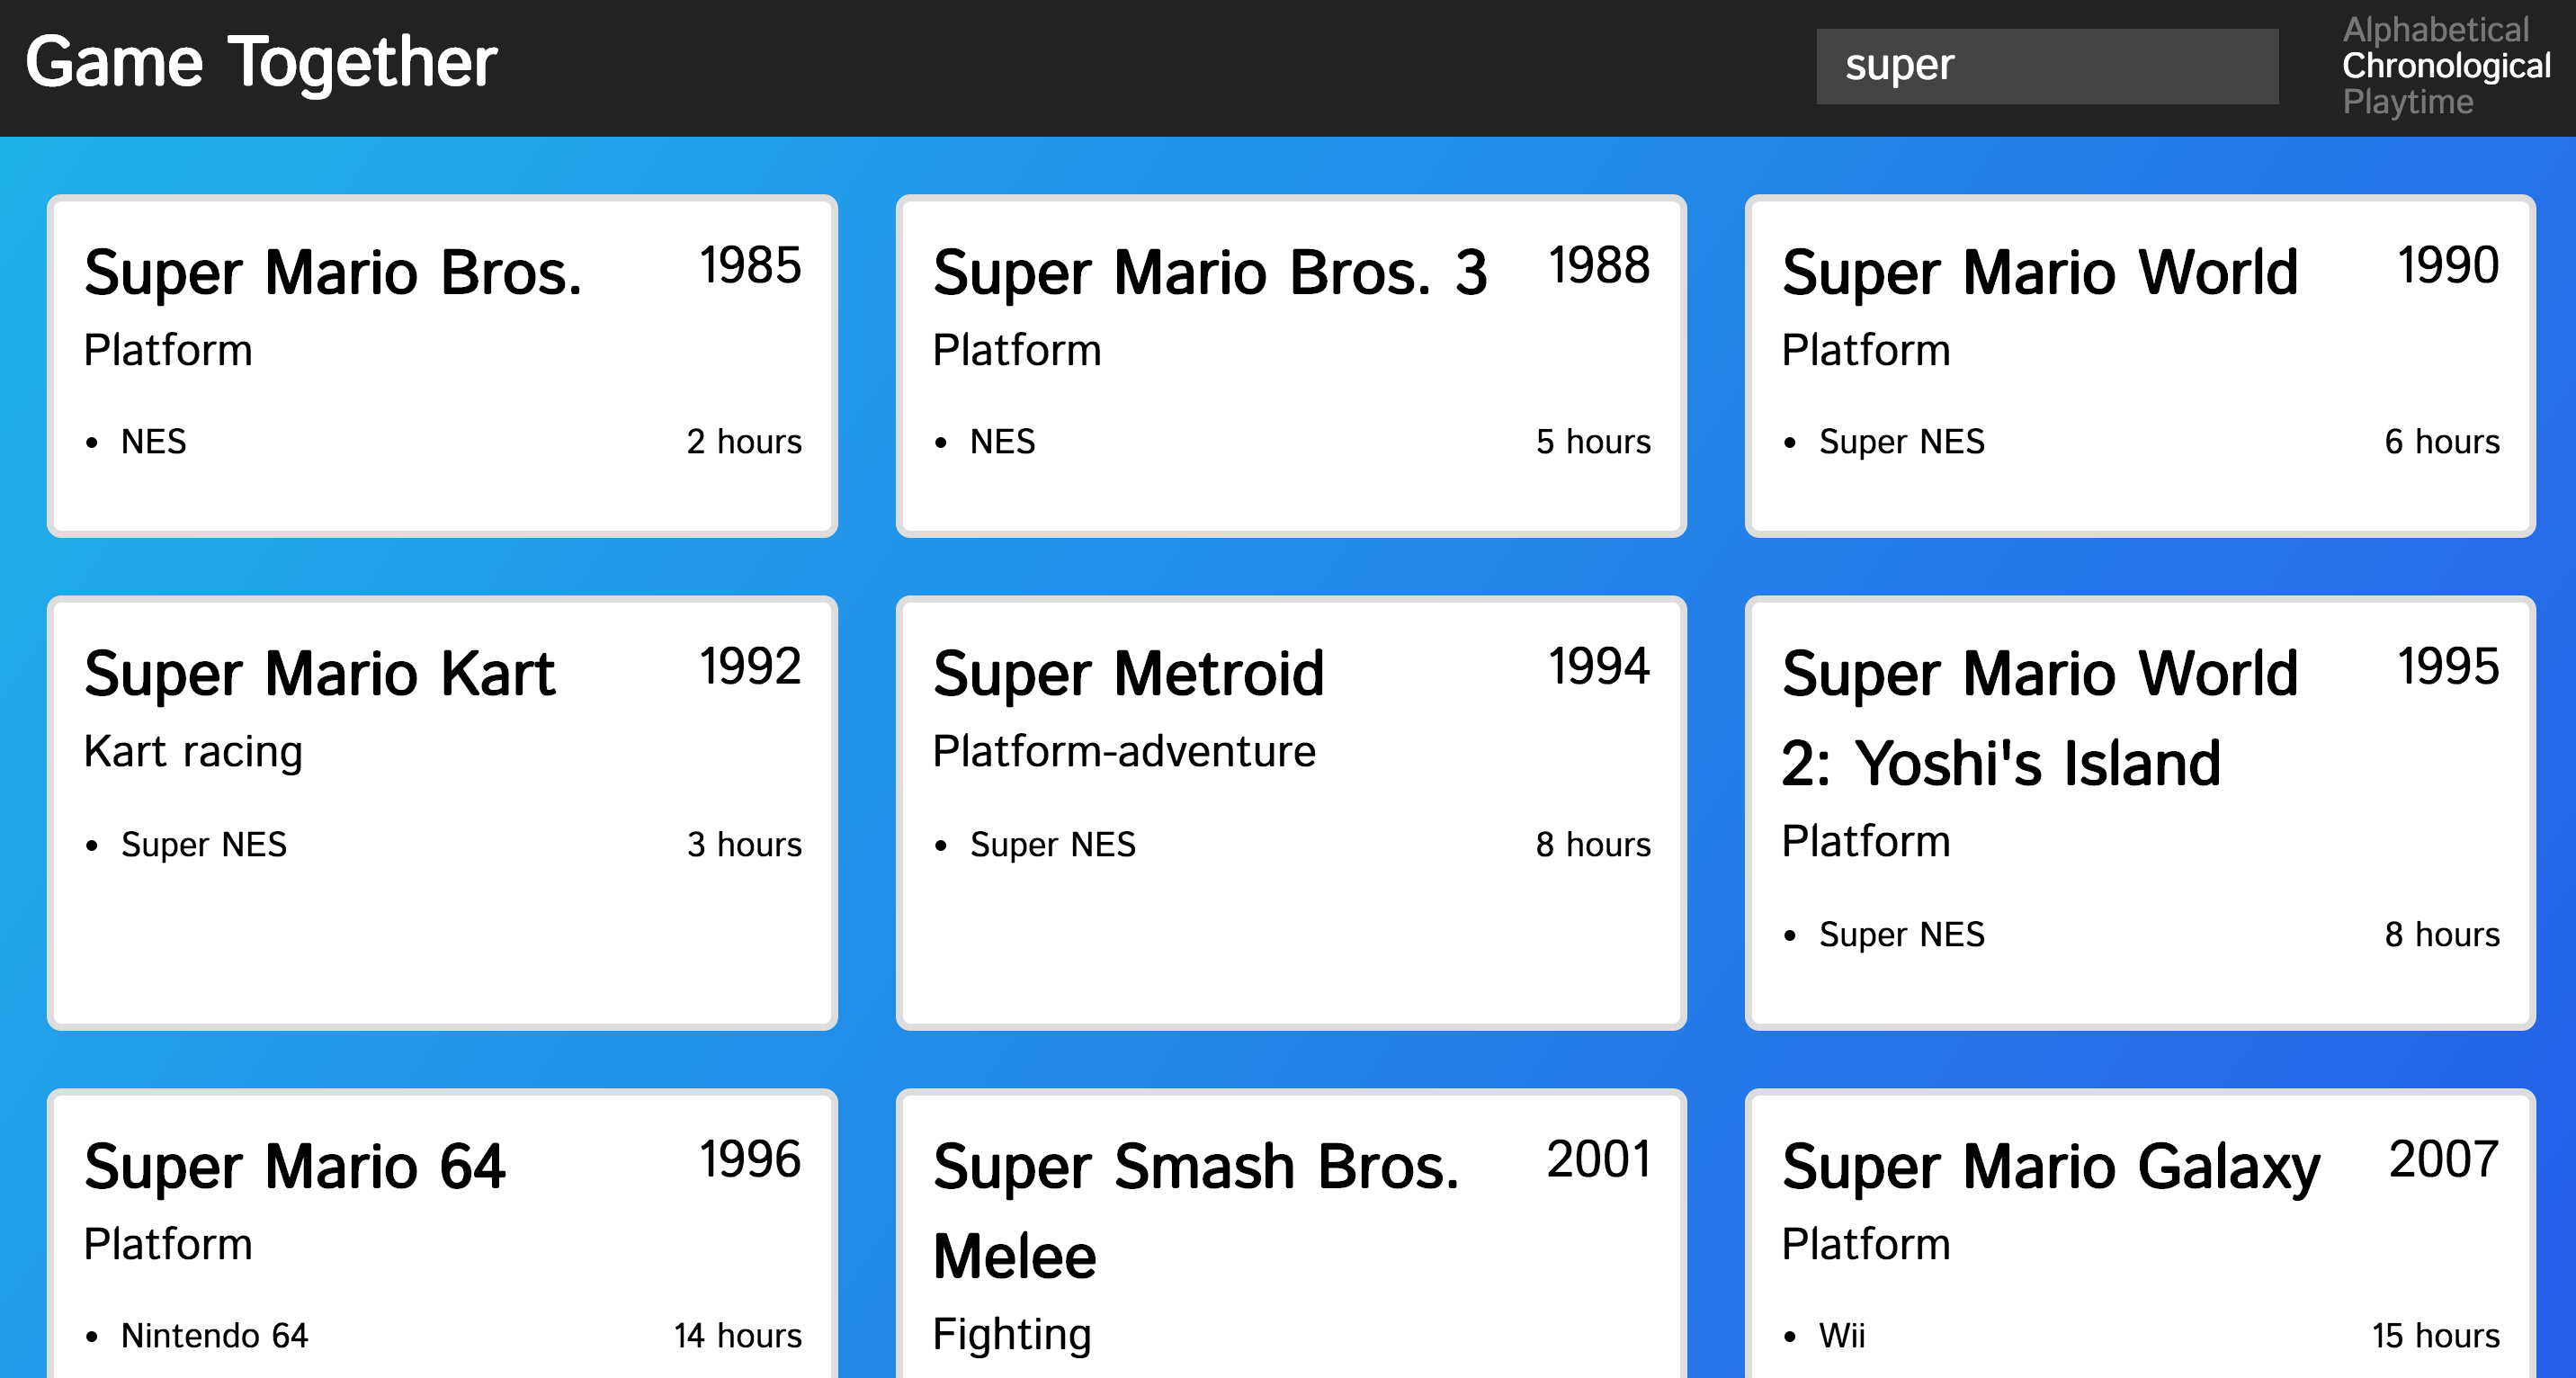 Game Together
super
Alphabetical
Chronological
Playtime
Super Mario Bros.
1985
Platform
• NES
2 hours
Super Mario Bros. 3
1988
Platform
• NES
5 hours
Super Mario World
1990
Platform
• Super NES
6 hours
Super Mario Kart
1992
Kart racing
• Super NES
3 hours
Super Metroid
1994
Platform-adventure
• Super NES
8 hours
Super Mario World
2: Yoshi's Island
1995
Platform
• Super NES
8 hours
Super Mario 64
1996
Platform
• Nintendo 64
14 hours
Super Smash Bros.
Melee
2001
Fighting
Super Mario Galaxy
2007
Platform
• Wii
15 hours